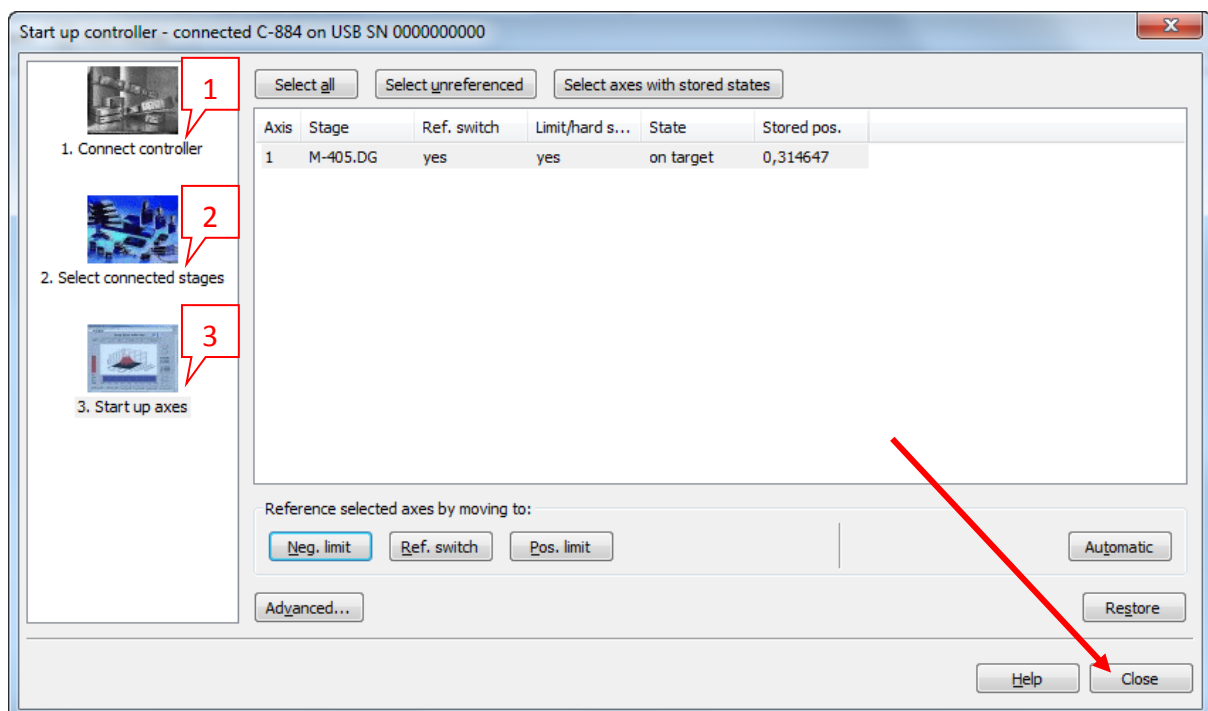 Start up controller - connected C-884 on USB SN 0000000000
1
1. Connect controller
2
2. Select connected stages
3
3. Start up axes
Select all Select unreferenced Select axes with stored states
Axis Stage Ref. switch Limit/hard s... State Stored pos.
1 M-405.DG yes yes on target 0,314647
Reference selected axes by moving to:
Neg. limit Ref. switch Pos. limit Automatic
Advanced... Restore
Help Close